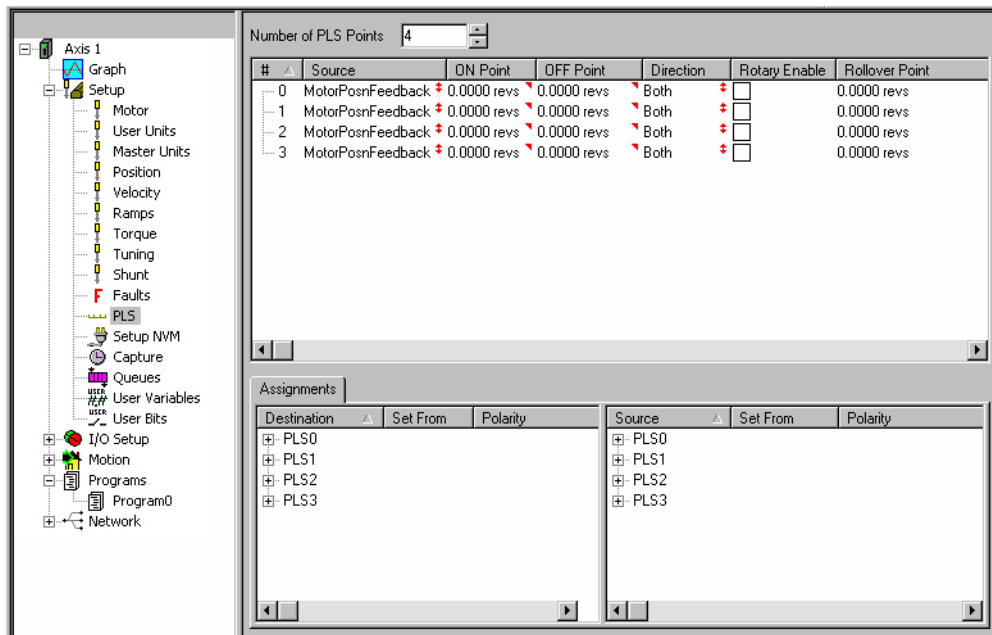 Axis 1
Graph
Setup
Motor
User Units
Master Units
Position
Velocity
Ramps
Torque
Tuning
Shunt
F Faults
PLS
Setup NVM
Capture
Queues
USER
#.# User Variables
USER
User Bits
I/O Setup
Motion
Programs
Program0
Network
Number of PLS Points 4
# Source ON Point OFF Point Direction Rotary Enable Rollover Point
0 MotorPosnFeedback 0.0000 revs 0.0000 revs Both 0.0000 revs
1 MotorPosnFeedback 0.0000 revs 0.0000 revs Both 0.0000 revs
2 MotorPosnFeedback 0.0000 revs 0.0000 revs Both 0.0000 revs
3 MotorPosnFeedback 0.0000 revs 0.0000 revs Both 0.0000 revs
Assignments
Destination Set From Polarity
PLS0
PLS1
PLS2
PLS3
Source Set From Polarity
PLS0
PLS1
PLS2
PLS3